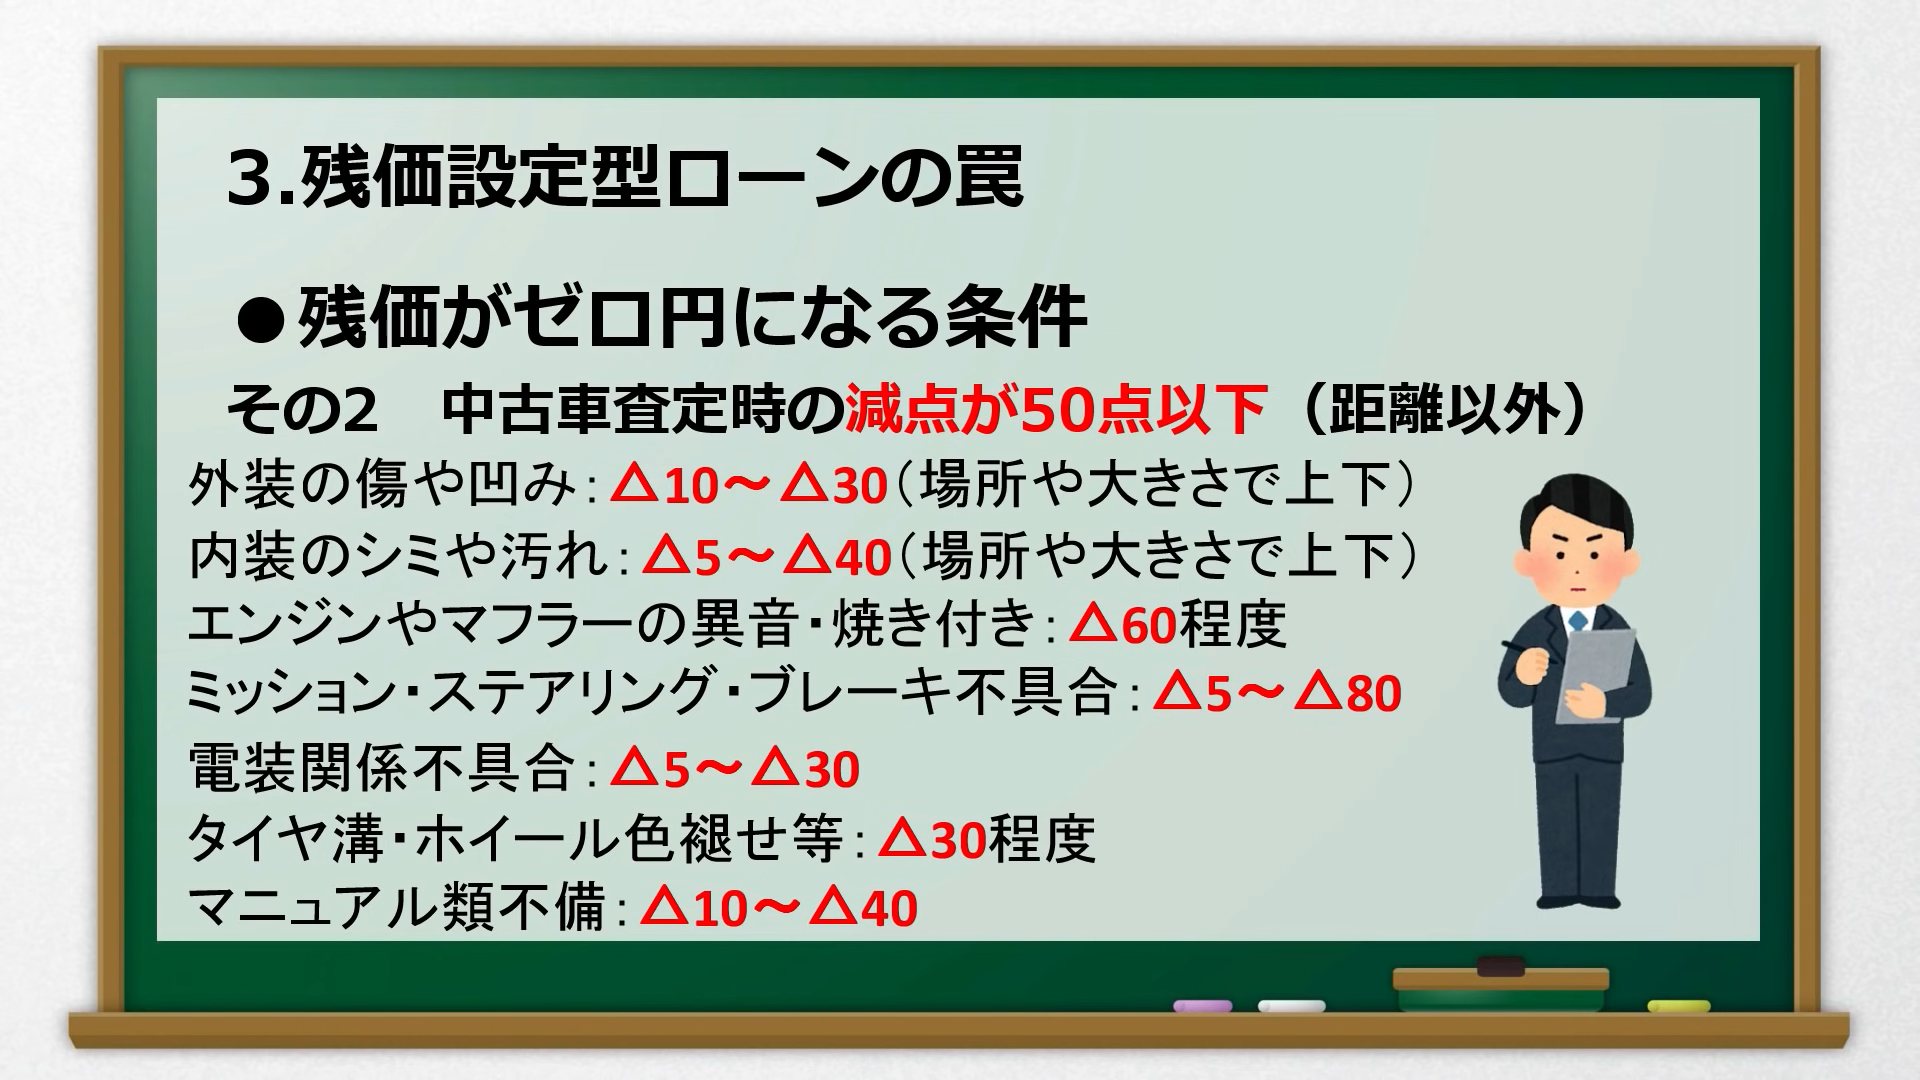 3.残価設定型ローンの罠
●残価がゼロ円になる条件
その2　中古車査定時の減点が50点以下（距離以外）
外装の傷や凹み：△10～△30（場所や大きさで上下）
内装のシミや汚れ：△5～△40（場所や大きさで上下）
エンジンやマフラーの異音・焼き付き：△60程度
ミッション・ステアリング・ブレーキ不具合：△5～△80
電装関係不具合：△5～△30
タイヤ溝・ホイール色褪せ等：△30程度
マニュアル類不備：△10～△40